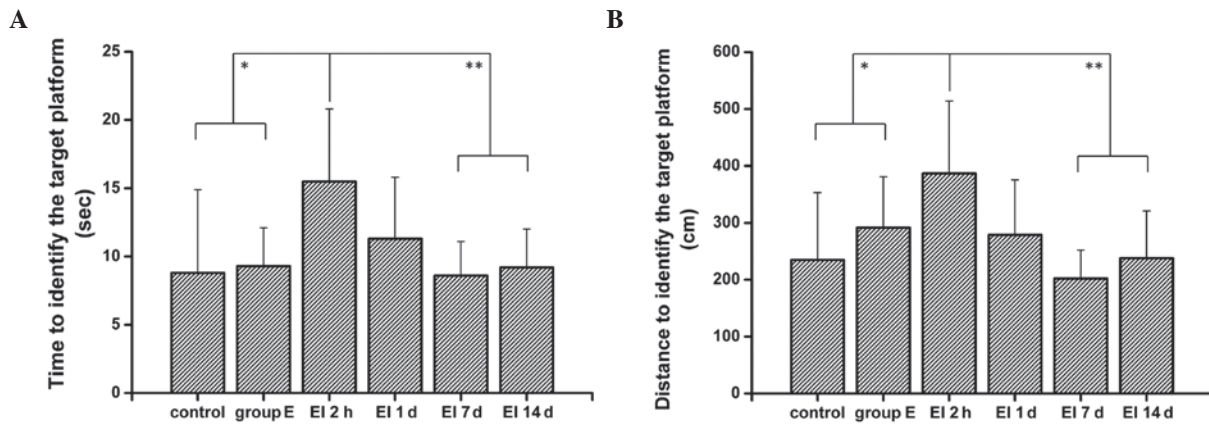 A
B
Time to identify the target platform
(sec)
25
20
15
10
5
0
*
**
control group E EI 2 h EI 1 d EI 7 d EI 14 d
Distance to identify the target platform
(cm)
600
500
400
300
200
100
0
*
**
control group E EI 2 h EI 1 d EI 7 d EI 14 d